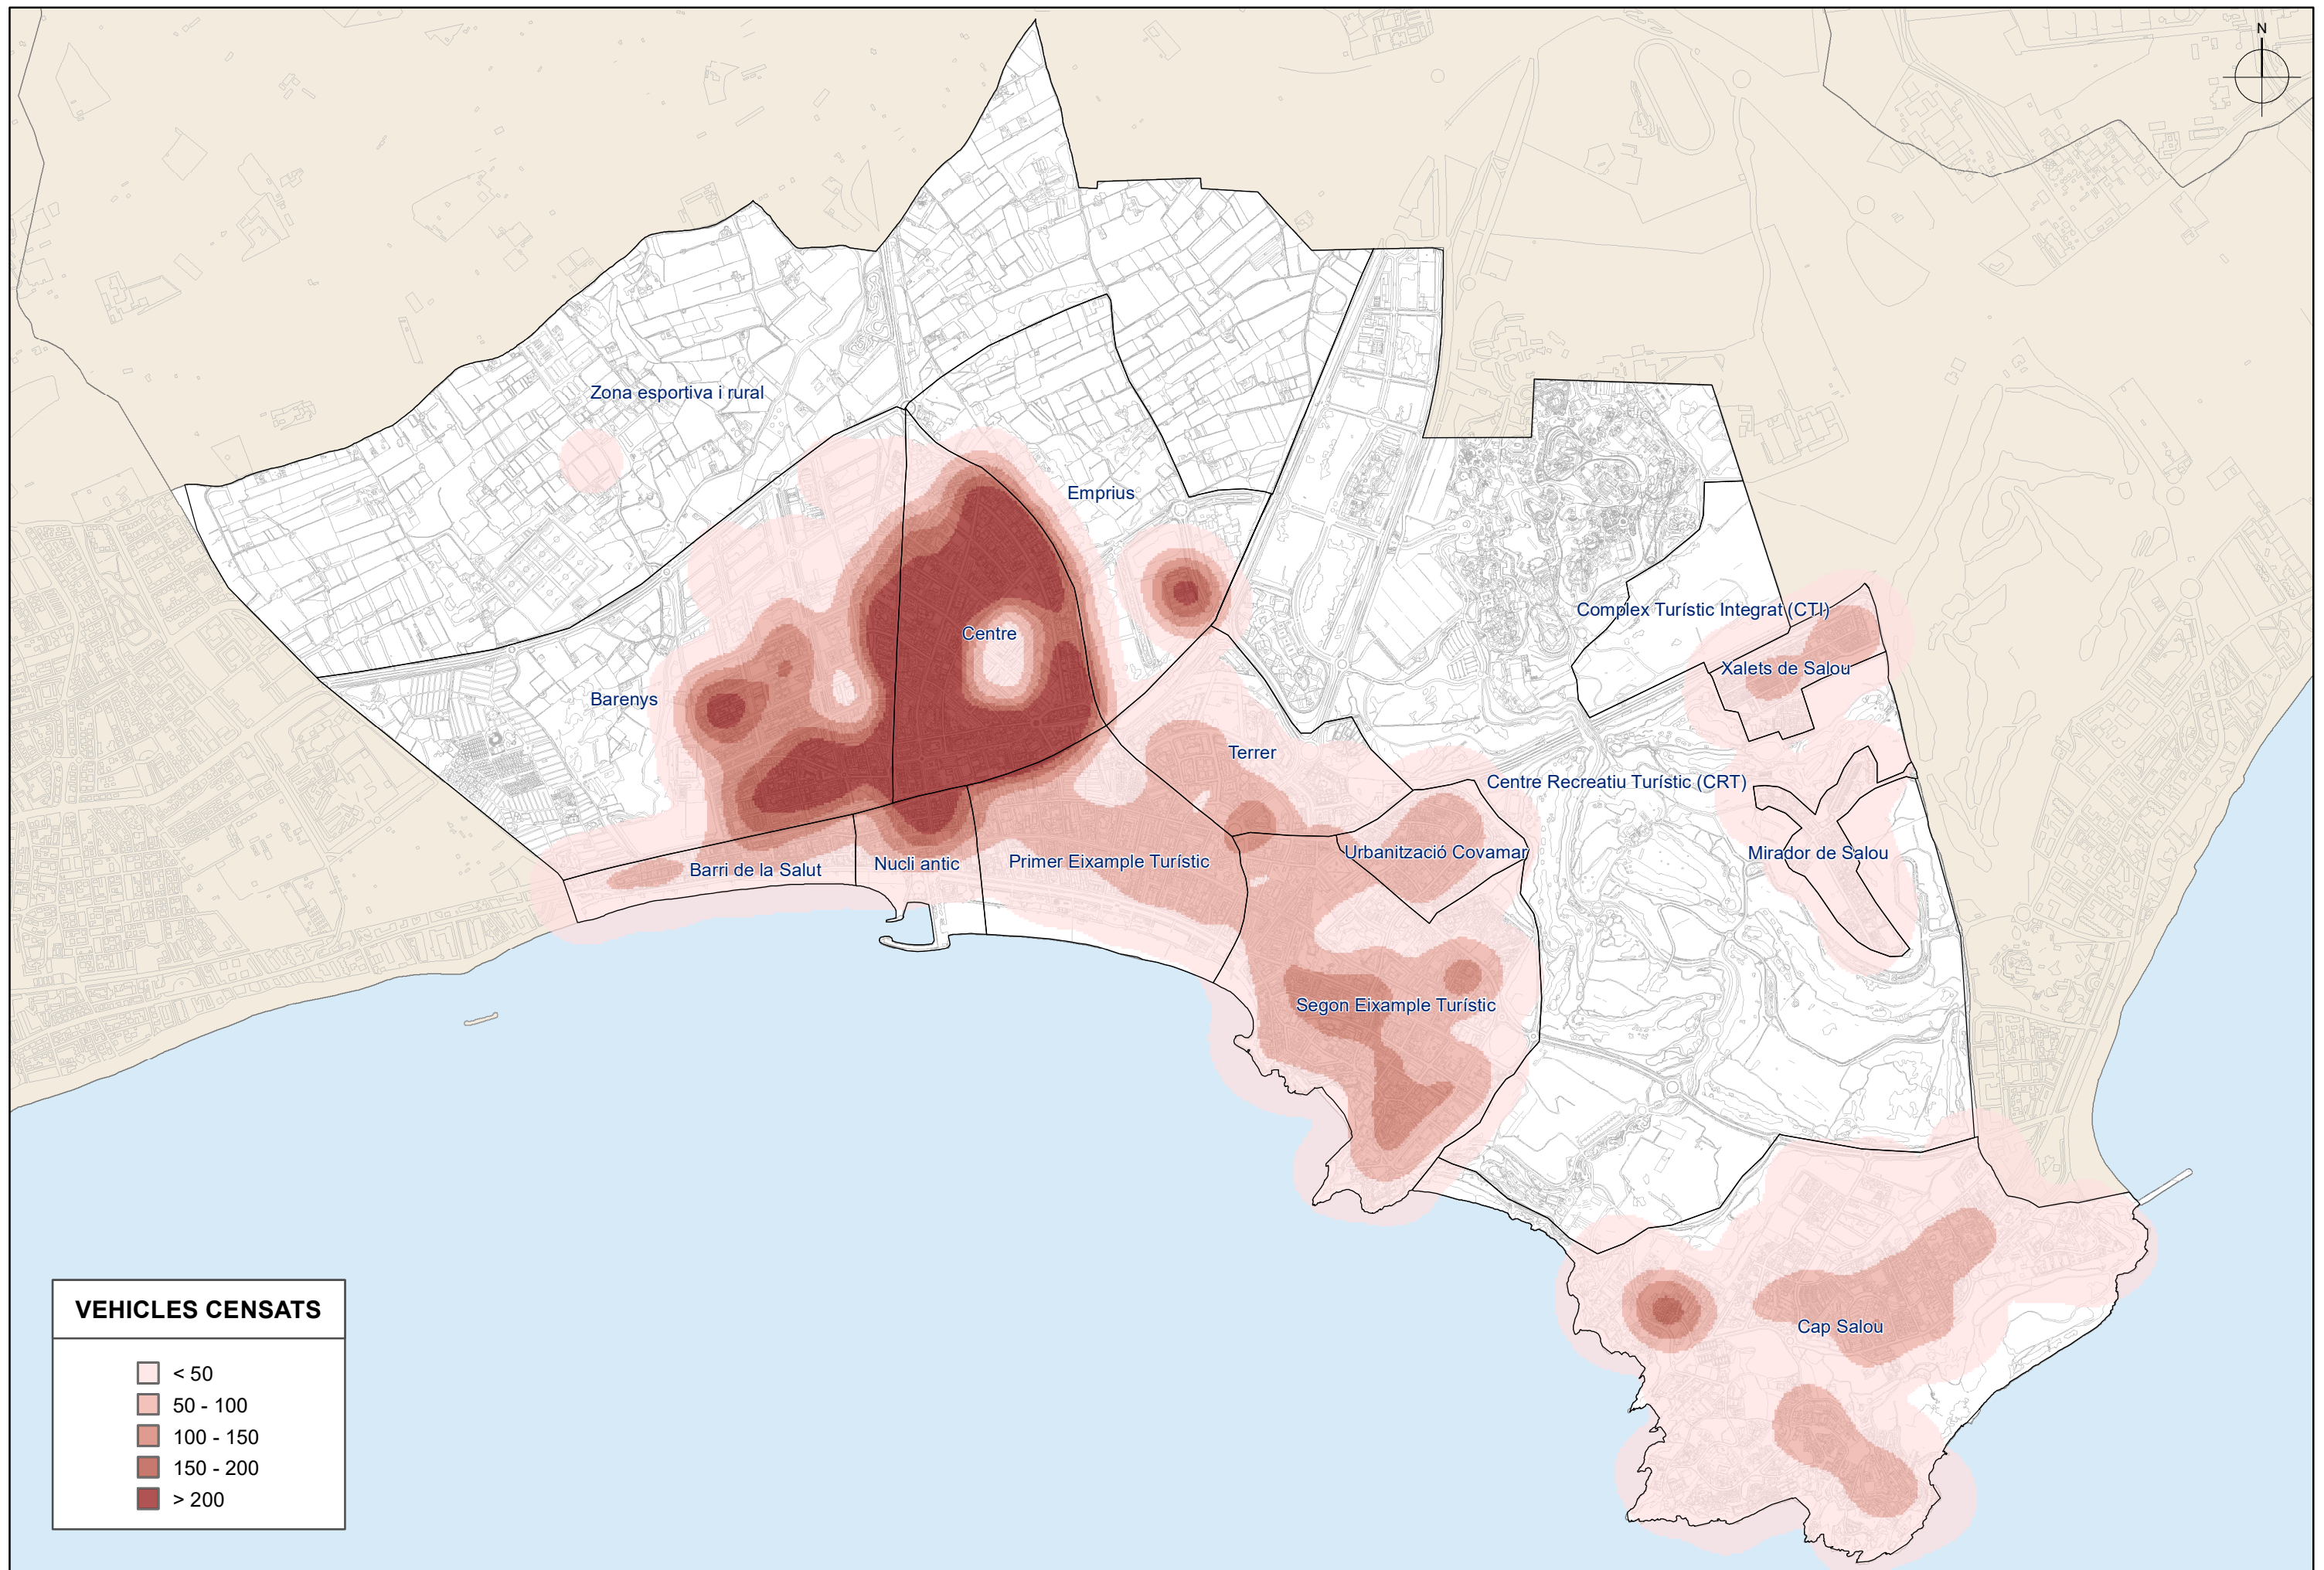 N
Zona esportiva i rural
Emprius
Complex Turístic Integrat (CTI)
Centre
Xalets de Salou
Barenys
Terrer
Centre Recreatiu Turístic (CRT)
Urbanització Covamar
Mirador de Salou
Barri de la Salut
Nucli antic
Primer Eixample Turístic
Segon Eixample Turístic
Cap Salou
VEHICLES CENSATS
< 50
50 - 100
100 - 150
150 - 200
> 200